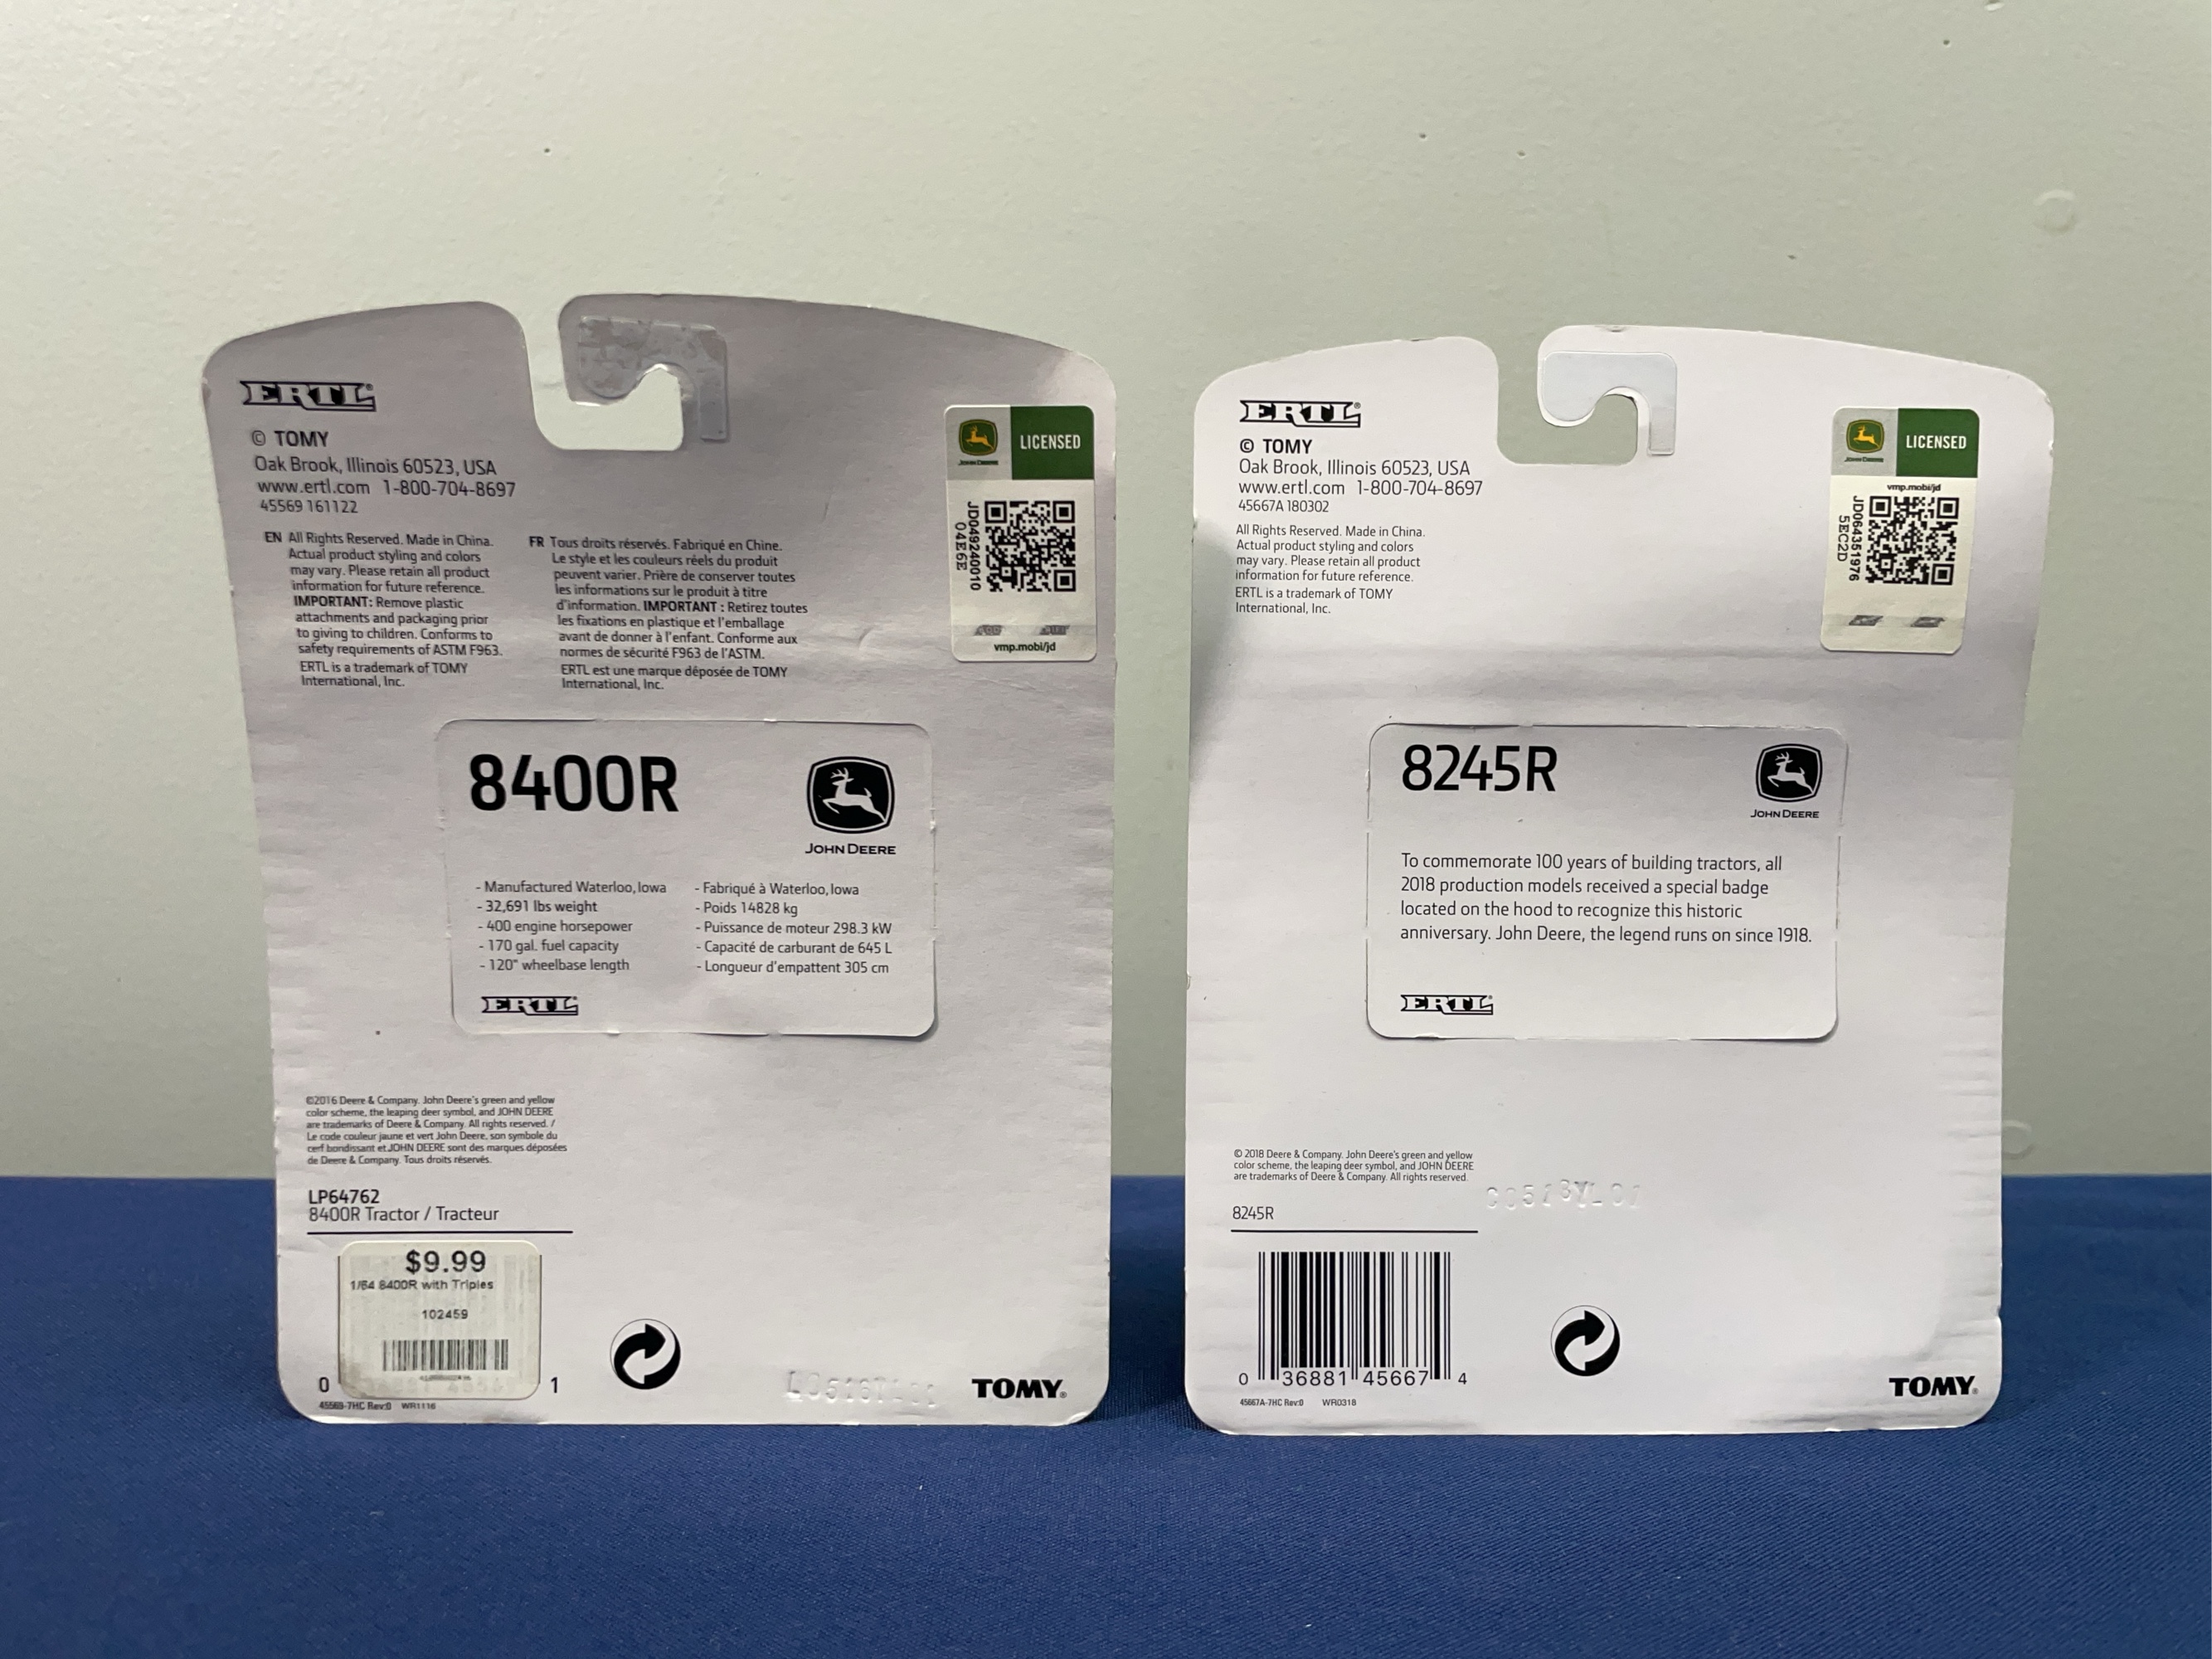 ERTL®
© TOMY
Oak Brook, Illinois 60523, USA
www.ertl.com 1-800-704-8697
45569 161122
EN All Rights Reserved. Made in China.
Actual product styling and colors
may vary. Please retain all product
information for future reference.
IMPORTANT: Remove plastic
attachments and packaging prior
to giving to children. Conforms to
safety requirements of ASTM F963.
ERTL is a trademark of TOMY
International, Inc.
FR Tous droits réservés. Fabriqué en Chine.
Le style et les couleurs réels du produit
peuvent varier. Prière de conserver toutes
les informations sur le produit à titre
d'information. IMPORTANT : Retirez toutes
les fixations en plastique et l'emballage
avant de donner à l'enfant. Conforme aux
normes de sécurité F963 de l'ASTM.
ERTL est une marque déposée de TOMY
International, Inc.
JOHN DEERE
LICENSED
JD049240010
04E6E
vmp.mobi/jd
8400R
JOHN DEERE
- Manufactured Waterloo, Iowa
- 32,691 lbs weight
- 400 engine horsepower
- 170 gal. fuel capacity
- 120" wheelbase length
- Fabriqué à Waterloo, Iowa
- Poids 14828 kg
- Puissance de moteur 298.3 kW
- Capacité de carburant de 645 L
- Longueur d'empattent 305 cm
ERTL®
©2016 Deere & Company. John Deere's green and yellow
color scheme, the leaping deer symbol, and JOHN DEERE
are trademarks of Deere & Company. All rights reserved. /
Le code couleur jaune et vert John Deere, son symbole du
cerf bondissant et JOHN DEERE sont des marques déposées
de Deere & Company. Tous droits réservés.
LP64762
8400R Tractor / Tracteur
$9.99
1/64 8400R with Triples
102459
0 1
45569-7HC Rev:0 WR1116
TOMY®
ERTL®
© TOMY
Oak Brook, Illinois 60523, USA
www.ertl.com 1-800-704-8697
45667A 180302
All Rights Reserved. Made in China.
Actual product styling and colors
may vary. Please retain all product
information for future reference.
ERTL is a trademark of TOMY
International, Inc.
JOHN DEERE
LICENSED
vmp.mobi/jd
JD064351976
5EC2D
8245R
JOHN DEERE
To commemorate 100 years of building tractors, all
2018 production models received a special badge
located on the hood to recognize this historic
anniversary. John Deere, the legend runs on since 1918.
ERTL®
© 2018 Deere & Company. John Deere's green and yellow
color scheme, the leaping deer symbol, and JOHN DEERE
are trademarks of Deere & Company. All rights reserved.
8245R
0 36881 45667 4
45667A-7HC Rev:0 WR0318
TOMY®